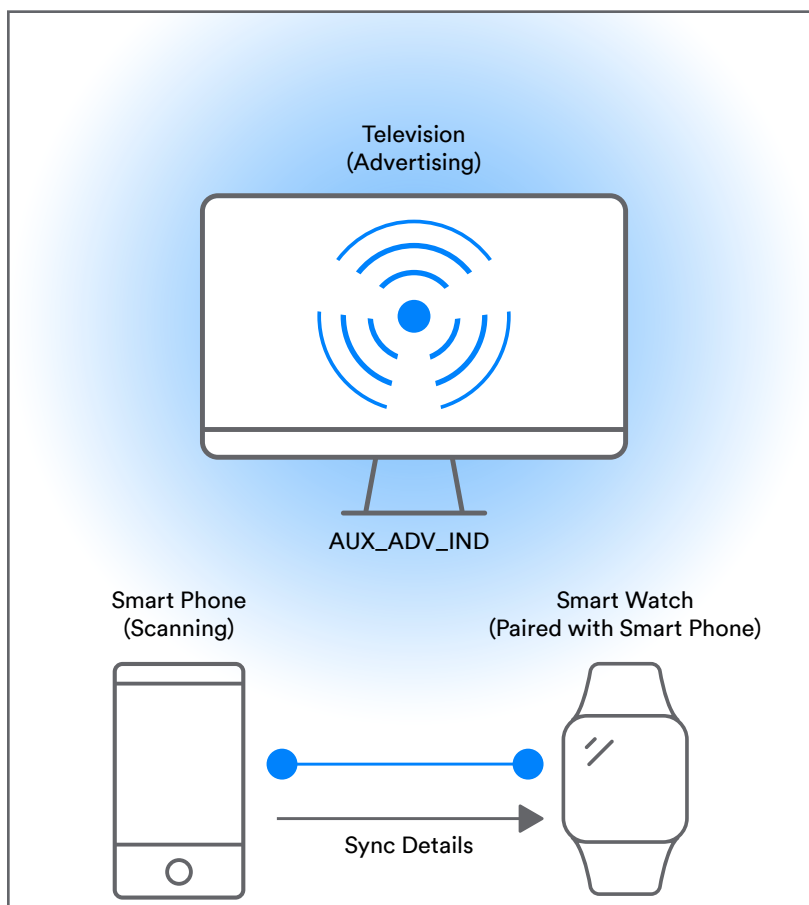 Television
(Advertising)
AUX_ADV_IND
Smart Phone
(Scanning)
Smart Watch
(Paired with Smart Phone)
Sync Details